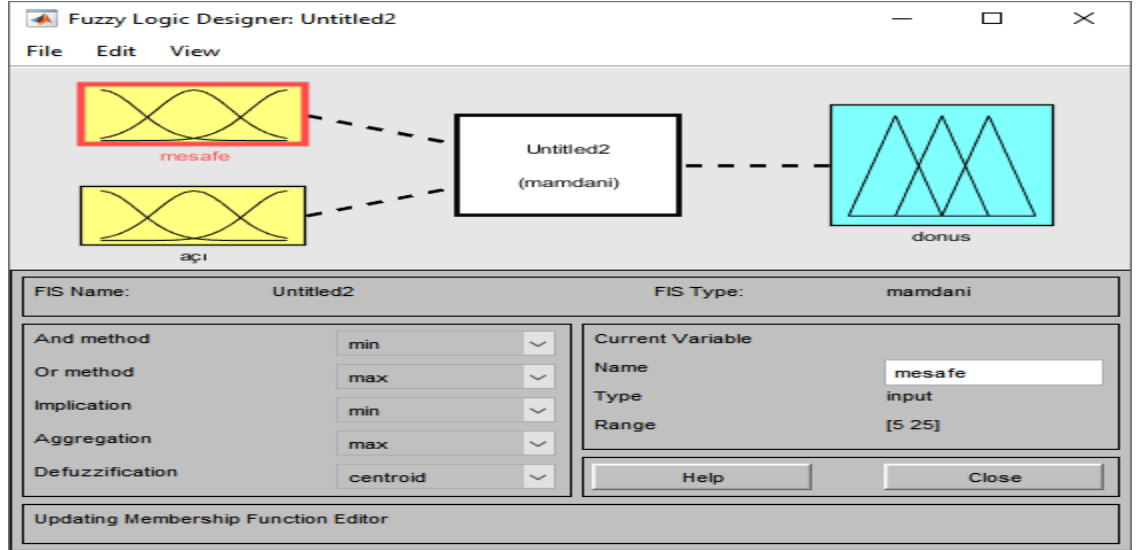 Fuzzy Logic Designer: Untitled2
File Edit View
mesafe
açı
Untitled2
(mamdani)
donus
FIS Name: Untitled2 FIS Type: mamdani
And method min
Or method max
Implication min
Aggregation max
Defuzzification centroid
Current Variable
Name mesafe
Type input
Range [5 25]
Help Close
Updating Membership Function Editor